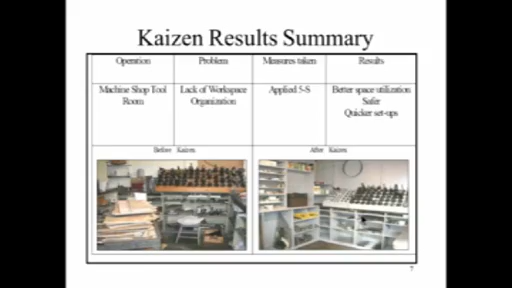 Kaizen Results Summary
Operation Problem Measures taken Results
Machine Shop Tool Room
Lack of Workspace Organization
Applied 5-S
Better space utilization
Safer
Quicker set-ups
Before Kaizen After Kaizen
7